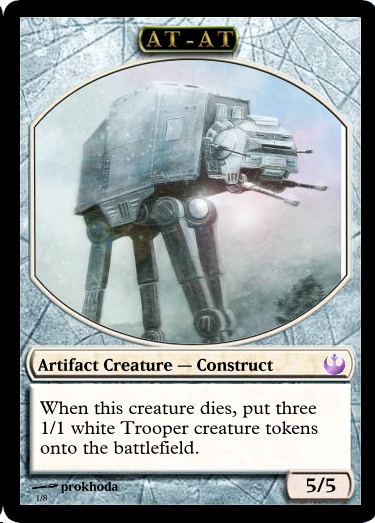 AT-AT
Artifact Creature — Construct
When this creature dies, put three
1/1 white Trooper creature tokens
onto the battlefield.
prokhoda
5/5
1/8